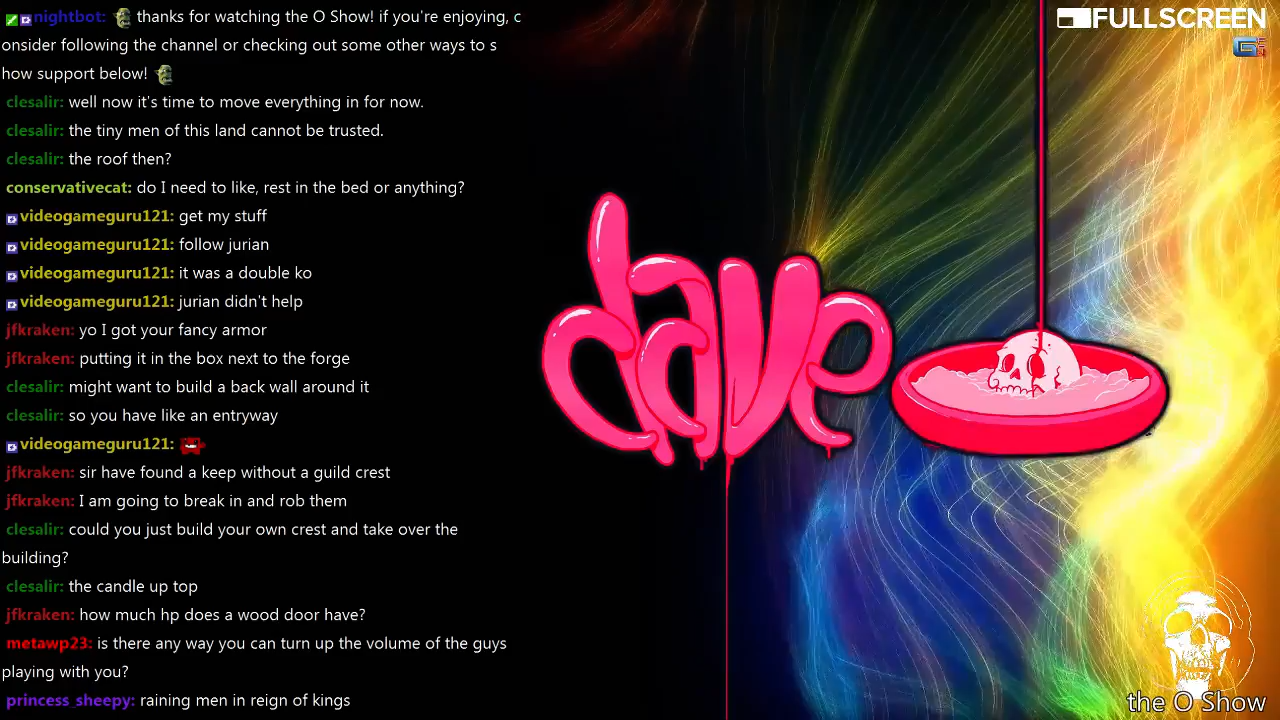 nightbot: thanks for watching the O Show! if you're enjoying, c
onsider following the channel or checking out some other ways to s
how support below!
clesalir: well now it's time to move everything in for now.
clesalir: the tiny men of this land cannot be trusted.
clesalir: the roof then?
conservativecat: do I need to like, rest in the bed or anything?
videogameguru121: get my stuff
videogameguru121: follow jurian
videogameguru121: it was a double ko
videogameguru121: jurian didn't help
jfkraken: yo I got your fancy armor
jfkraken: putting it in the box next to the forge
clesalir: might want to build a back wall around it
clesalir: so you have like an entryway
videogameguru121:
jfkraken: sir have found a keep without a guild crest
jfkraken: I am going to break in and rob them
clesalir: could you just build your own crest and take over the
building?
clesalir: the candle up top
jfkraken: how much hp does a wood door have?
metawp23: is there any way you can turn up the volume of the guys
playing with you?
princess_sheepy: raining men in reign of kings
FULLSCREEN
dave
the O Show